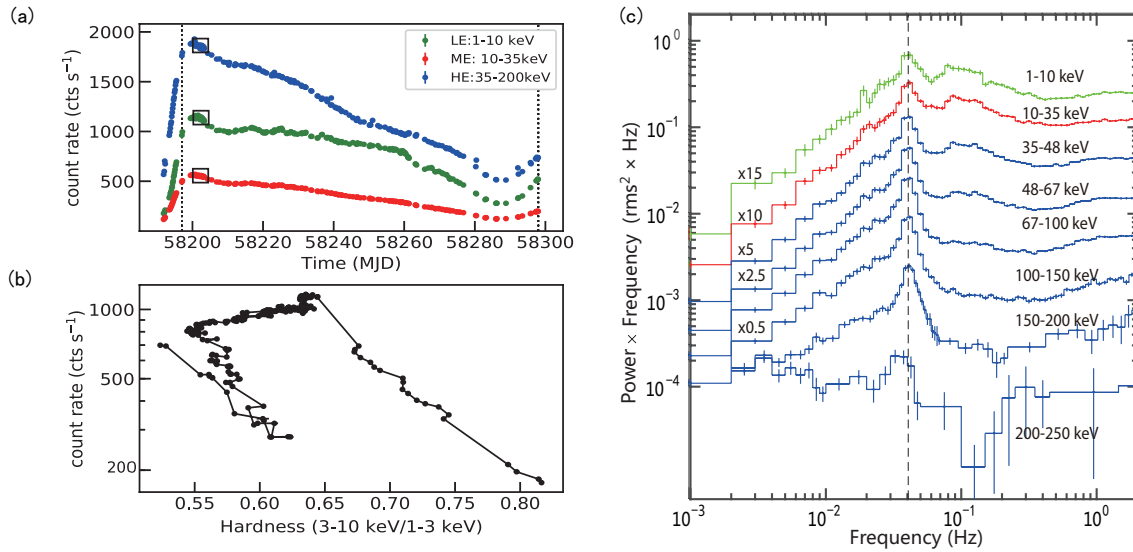 (a)
2000
1500
1000
500
count rate (cts s⁻¹)
LE:1-10 keV
ME: 10-35keV
HE:35-200keV
58200
58220
58240
58260
58280
58300
Time (MJD)
(b)
1000
500
200
count rate (cts s⁻¹)
0.55
0.60
0.65
0.70
0.75
0.80
Hardness (3-10 keV/1-3 keV)
(c)
10⁰
10⁻¹
10⁻²
10⁻³
10⁻⁴
Power × Frequency (rms² × Hz)
1-10 keV
10-35 keV
35-48 keV
48-67 keV
67-100 keV
100-150 keV
150-200 keV
200-250 keV
x15
x10
x5
x2.5
x0.5
10⁻³
10⁻²
10⁻¹
10⁰
Frequency (Hz)